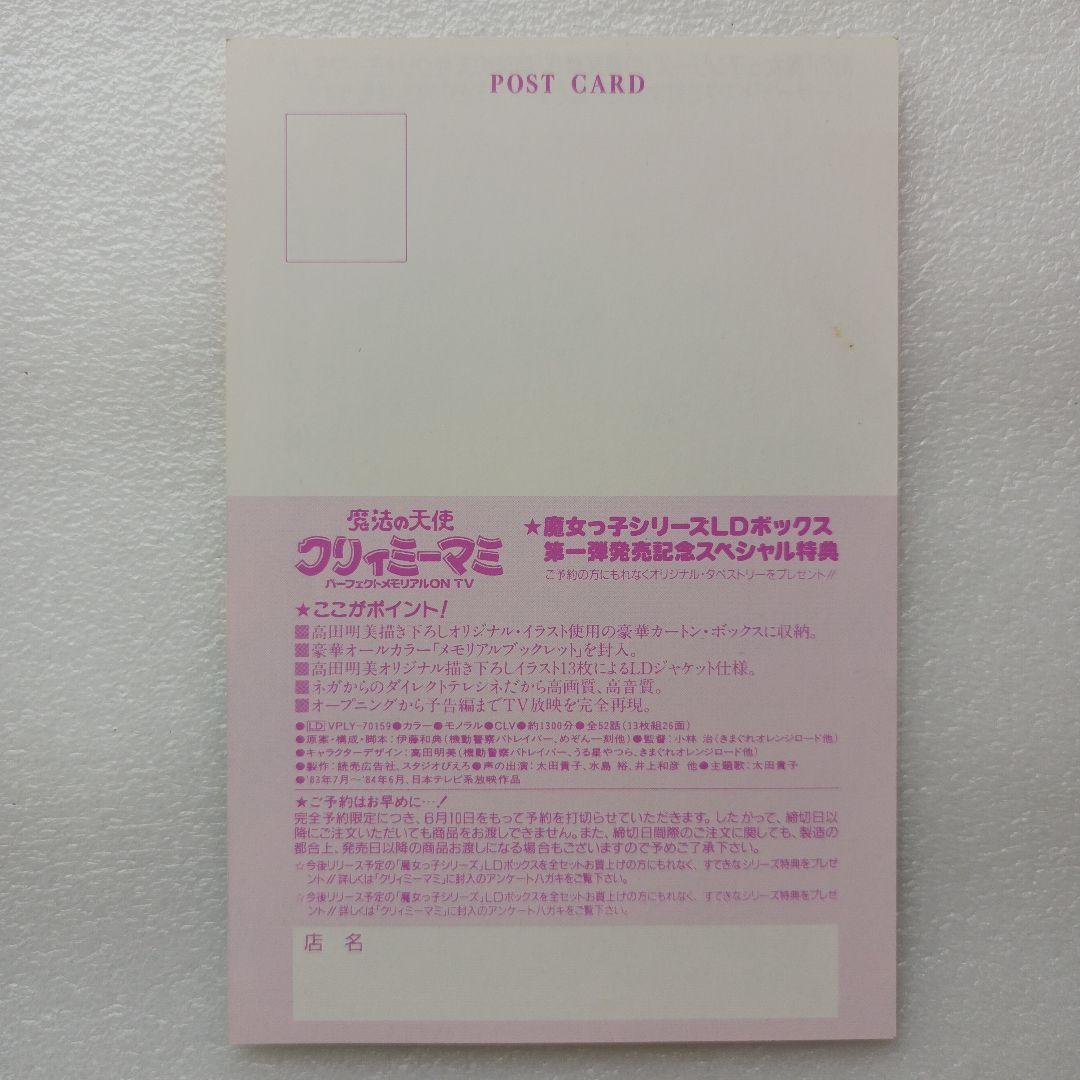 POST CARD
魔法の天使
クリィミーマミ
パーフェクトメモリアルON TV
★魔女っ子シリーズLDボックス
第一弾発売記念スペシャル特典
ご予約の方にもれなくオリジナル・タペストリーをプレゼント!!
★ここがポイント!
▩高田明美描き下ろしオリジナル・イラスト使用の豪華カートン・ボックスに収納。
▩豪華オールカラー「メモリアルブックレット」を封入。
▩高田明美オリジナル描き下ろしイラスト13枚によるLDジャケット仕様。
▩ネガからのダイレクトテレシネだから高画質、高音質。
▩オープニングから予告編までTV放映を完全再現。
●LD VPLY-70159●カラー●モノラル●CLV●約1300分●全52話(13枚組26面)
●原案・構成・脚本:伊藤和典(機動警察パトレイバー、めぞん一刻他)●監督:小林 治(きまぐれオレンジロード他)
●キャラクターデザイン:高田明美(機動警察パトレイバー、うる星やつら、きまぐれオレンジロード他)
●製作:読売広告社、スタジオぴえろ●声の出演:太田貴子、水島 裕、井上和彦 他●主題歌:太田貴子
●'83年7月〜'84年6月、日本テレビ系放映作品
★ご予約はお早めに…!
完全予約限定につき、6月10日をもって予約を打切らせていただきます。したがって、締切日以
降にご注文いただいても商品をお渡しできません。また、締切日間際のご注文に関しても、製造の
都合上、発売日以降の商品お渡しになる場合もございますので予めご了承下さい。
☆今後リリース予定の「魔女っ子シリーズ」LDボックスを全セットお買上げの方にもれなく、すてきなシリーズ特典をプレゼ
ント!!詳しくは「クリィミーマミ」に封入のアンケートハガキをご覧下さい。
☆今後リリース予定の「魔女っ子シリーズ」LDボックスを全セットお買上げの方にもれなく、すてきなシリーズ特典をプレゼ
ント!!詳しくは「クリィミーマミ」に封入のアンケートハガキをご覧下さい。
店 名